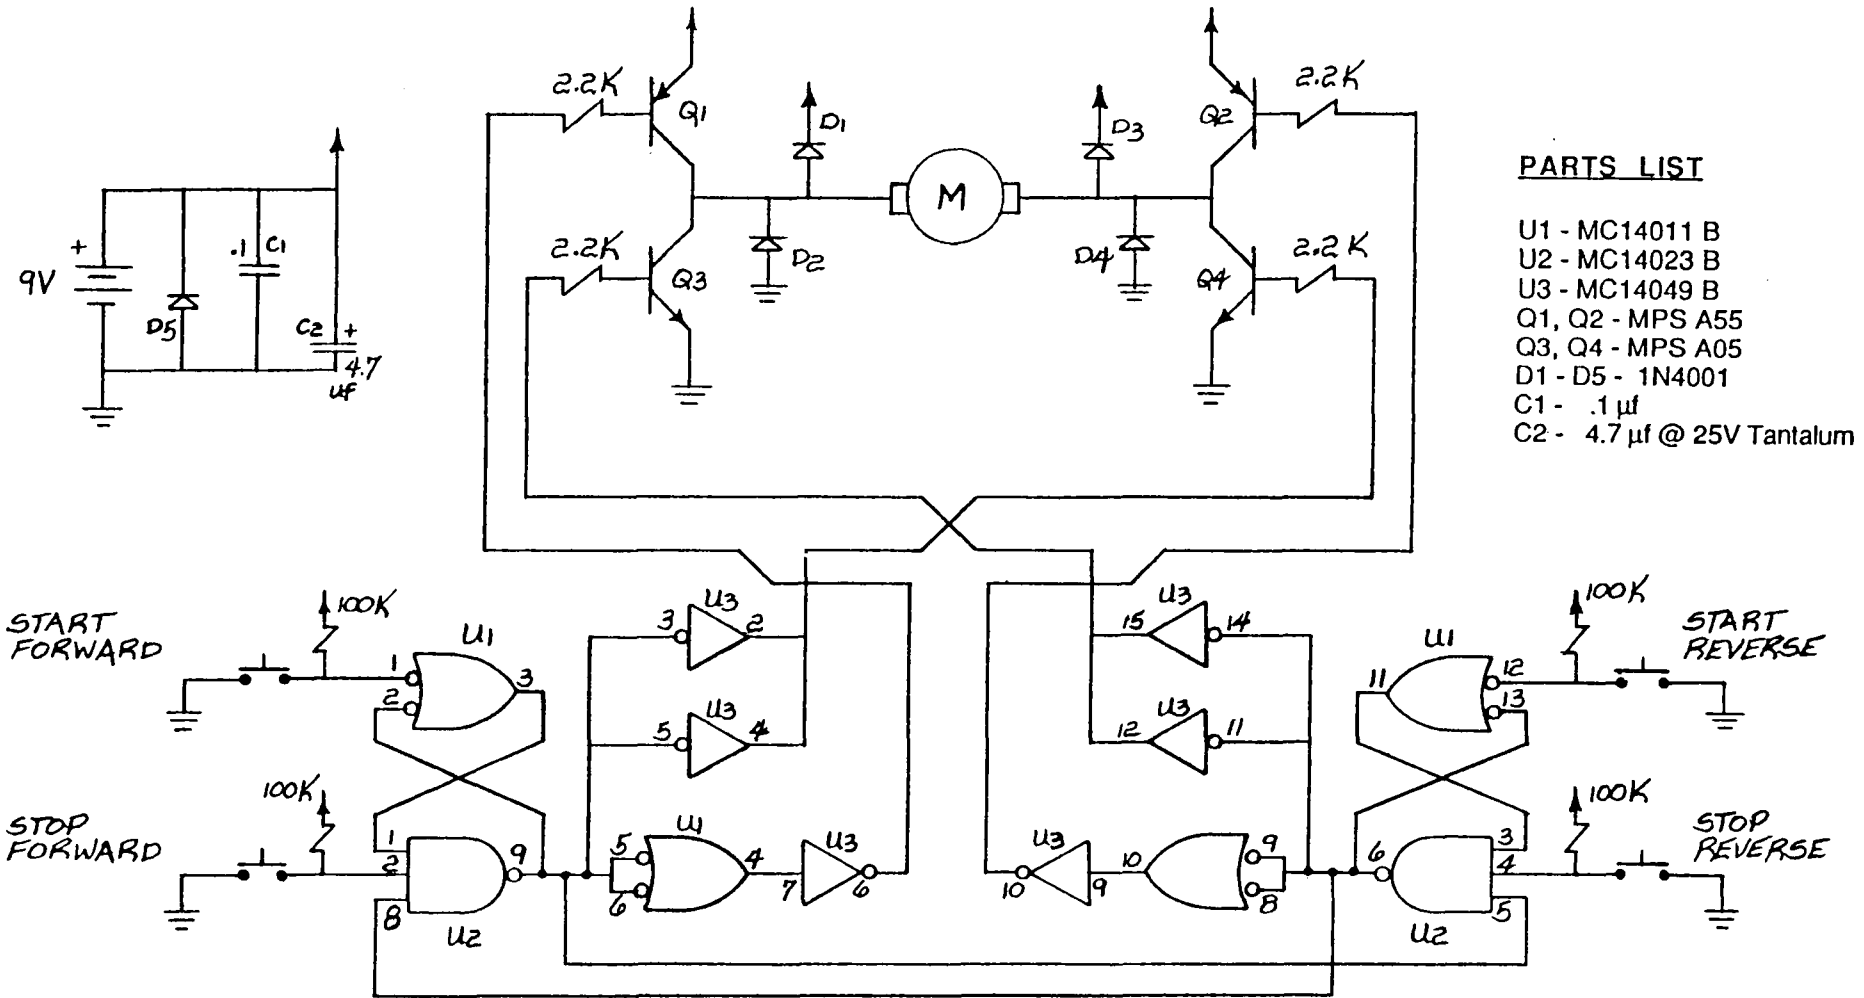 2.2K
Q1
D1
D3
2.2K
Q2
M
+
9V
D5
.1
C1
C2
+
4.7
uf
2.2K
Q3
D2
D4
2.2K
Q4
PARTS LIST
U1 - MC14011 B
U2 - MC14023 B
U3 - MC14049 B
Q1, Q2 - MPS A55
Q3, Q4 - MPS A05
D1 - D5 - 1N4001
C1 - .1 µf
C2 - 4.7 µf @ 25V Tantalum
START
FORWARD
100K
U1
1
2
3
STOP
FORWARD
100K
1
2
8
9
U2
3
U3
2
5
U3
4
5
6
U1
4
7
U3
6
15
U3
14
12
U3
11
10
U3
9
10
9
8
11
U1
12
13
100K
START
REVERSE
6
3
4
5
U2
100K
STOP
REVERSE